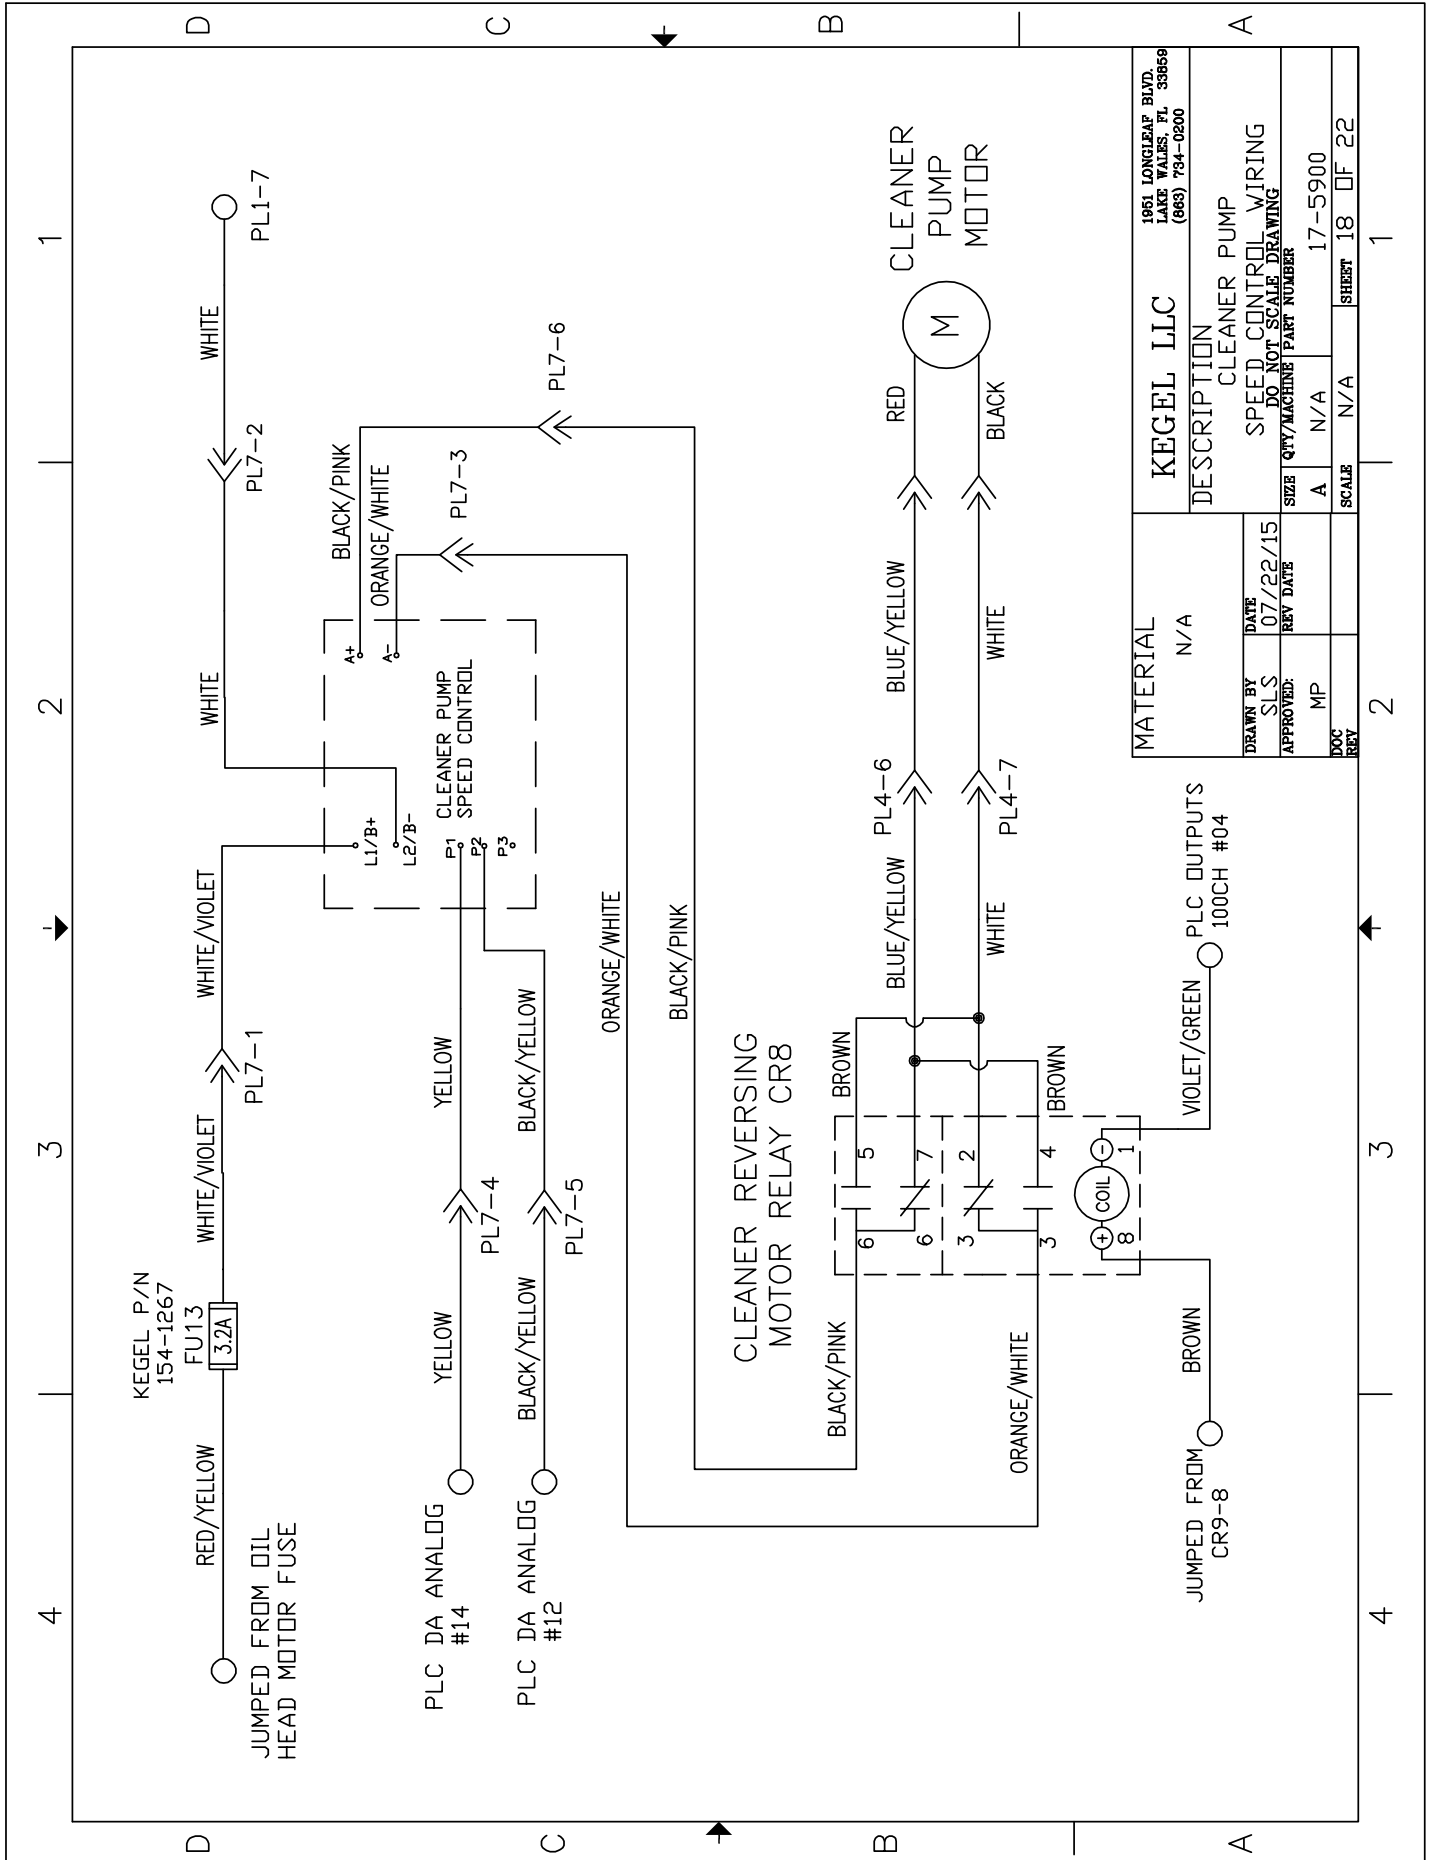 4
3
2
1
D
C
B
A
KEGEL P/N
154-1267
FU13
3.2A
RED/YELLOW
WHITE/VIOLET
WHITE/VIOLET
PL7-1
WHITE
WHITE
PL7-2
PL1-7
JUMPED FROM OIL
HEAD MOTOR FUSE
L1/B+
L2/B-
A+
A-
P1
P2
P3
CLEANER PUMP
SPEED CONTROL
BLACK/PINK
ORANGE/WHITE
PL7-3
PL7-6
PLC DA ANALOG
#14
YELLOW
YELLOW
PL7-4
PLC DA ANALOG
#12
BLACK/YELLOW
BLACK/YELLOW
PL7-5
ORANGE/WHITE
BLACK/PINK
CLEANER REVERSING
MOTOR RELAY CR8
BLACK/PINK
BROWN
6
5
6
7
3
2
3
4
BLUE/YELLOW
PL4-6
BLUE/YELLOW
RED
WHITE
PL4-7
WHITE
BLACK
M
CLEANER
PUMP
MOTOR
ORANGE/WHITE
BROWN
+
8
COIL
-
1
JUMPED FROM
CR9-8
BROWN
VIOLET/GREEN
PLC OUTPUTS
100CH #04
MATERIAL
N/A
DRAWN BY
SLS
DATE
07/22/15
APPROVED:
MP
REV DATE
DOC
REV
KEGEL LLC
1951 LONGLEAF BLVD.
LAKE WALES, FL 33859
(863) 734-0200
DESCRIPTION
CLEANER PUMP
SPEED CONTROL WIRING
DO NOT SCALE DRAWING
SIZE
A
QTY/MACHINE
N/A
PART NUMBER
17-5900
SCALE
N/A
SHEET
18 OF 22
4
3
2
1
D
C
B
A